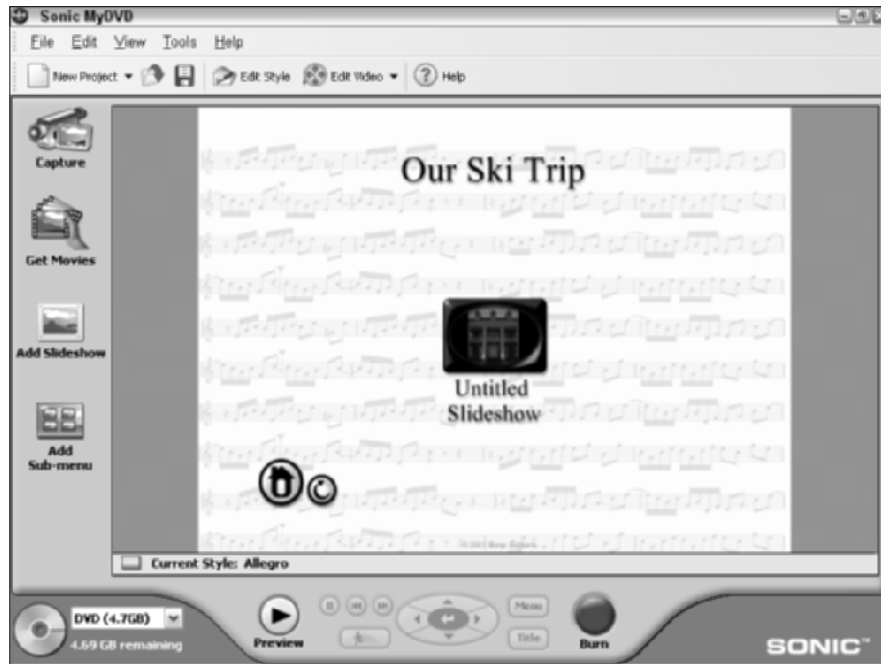 Sonic MyDVD
File Edit View Tools Help
New Project Edit Style Edit Video Help
Capture
Get Movies
Add Slideshow
Add
Sub-menu
Our Ski Trip
Untitled
Slideshow
Current Style: Allegro
DVD (4.7GB)
4.69 GB remaining
Preview
Menu
Title
Burn
SONIC™